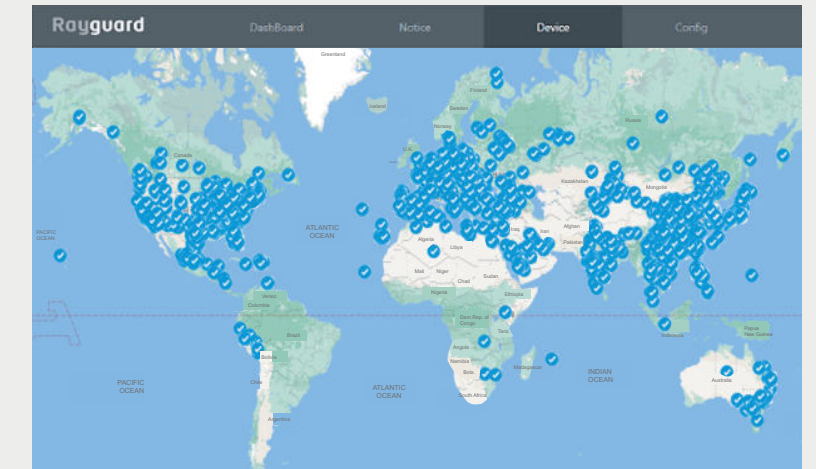 Rayguard
DashBoard
Notice
Device
Config
Greenland
Iceland
Finland
Sweden
Norway
Russia
U.K.
Canada
Kazakhstan
Mongolia
PACIFIC
OCEAN
ATLANTIC
OCEAN
Iraq
Iran
Afghan
Pakistan
Algeria
Libya
Mali
Niger
Chad
Sudan
Nigeria
Ethiopia
Venez
Colombia
Dem.Rep. of
Congo
Tanz
Papua
New Guinea
Indonesia
Brazil
Angola
Bolivia
Namibia
Bots
Madagascar
PACIFIC
OCEAN
Chile
ATLANTIC
OCEAN
INDIAN
OCEAN
Australia
South Africa
Argentina